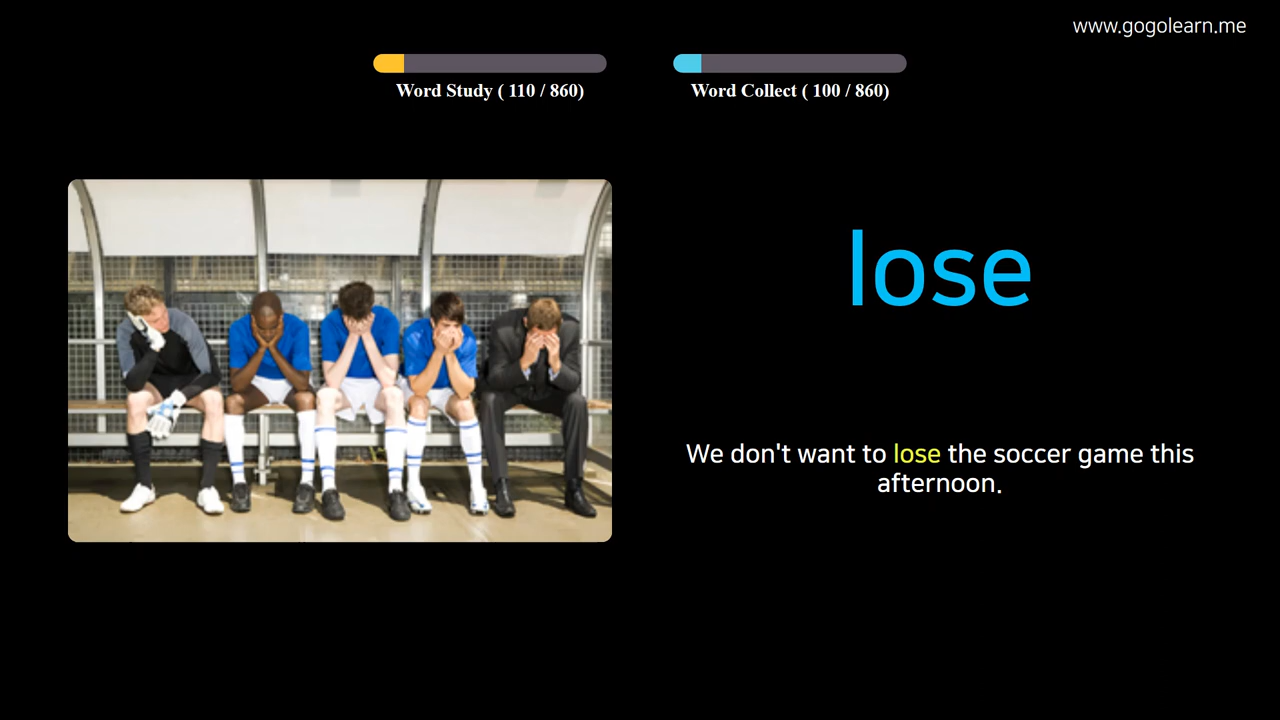 www.gogolearn.me
Word Study ( 110 / 860)
Word Collect ( 100 / 860)
lose
We don't want to lose the soccer game this
afternoon.